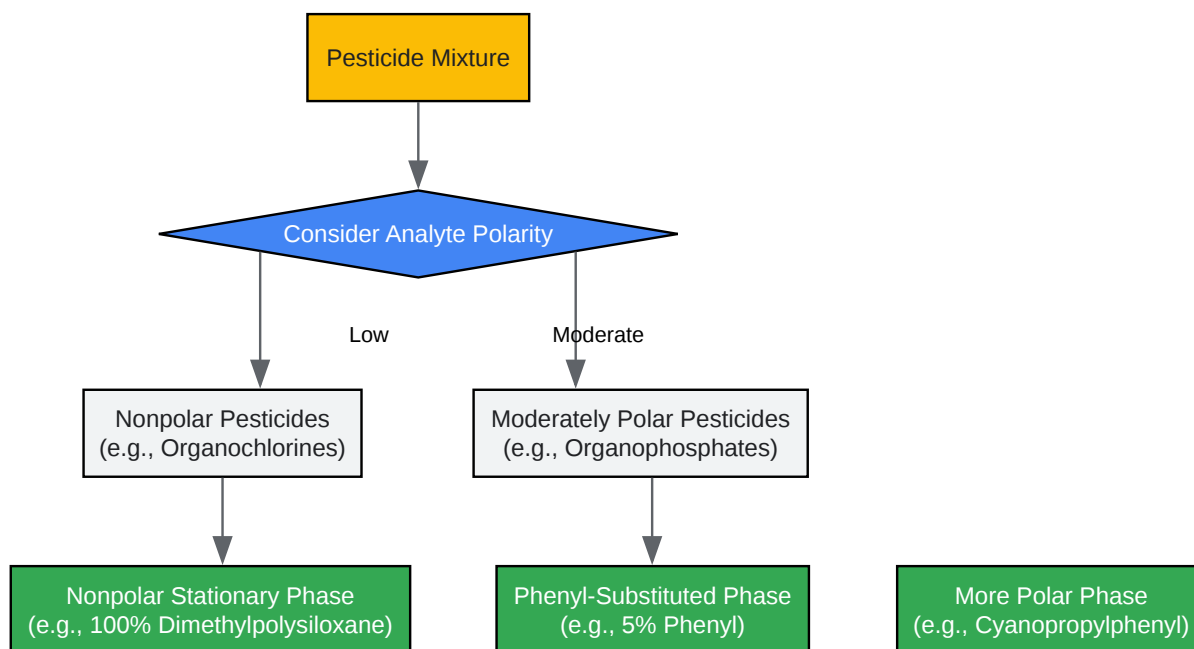 Pesticide Mixture
Consider Analyte Polarity
Low
Moderate
Nonpolar Pesticides
(e.g., Organochlorines)
Moderately Polar Pesticides
(e.g., Organophosphates)
Nonpolar Stationary Phase
(e.g., 100% Dimethylpolysiloxane)
Phenyl-Substituted Phase
(e.g., 5% Phenyl)
More Polar Phase
(e.g., Cyanopropylphenyl)